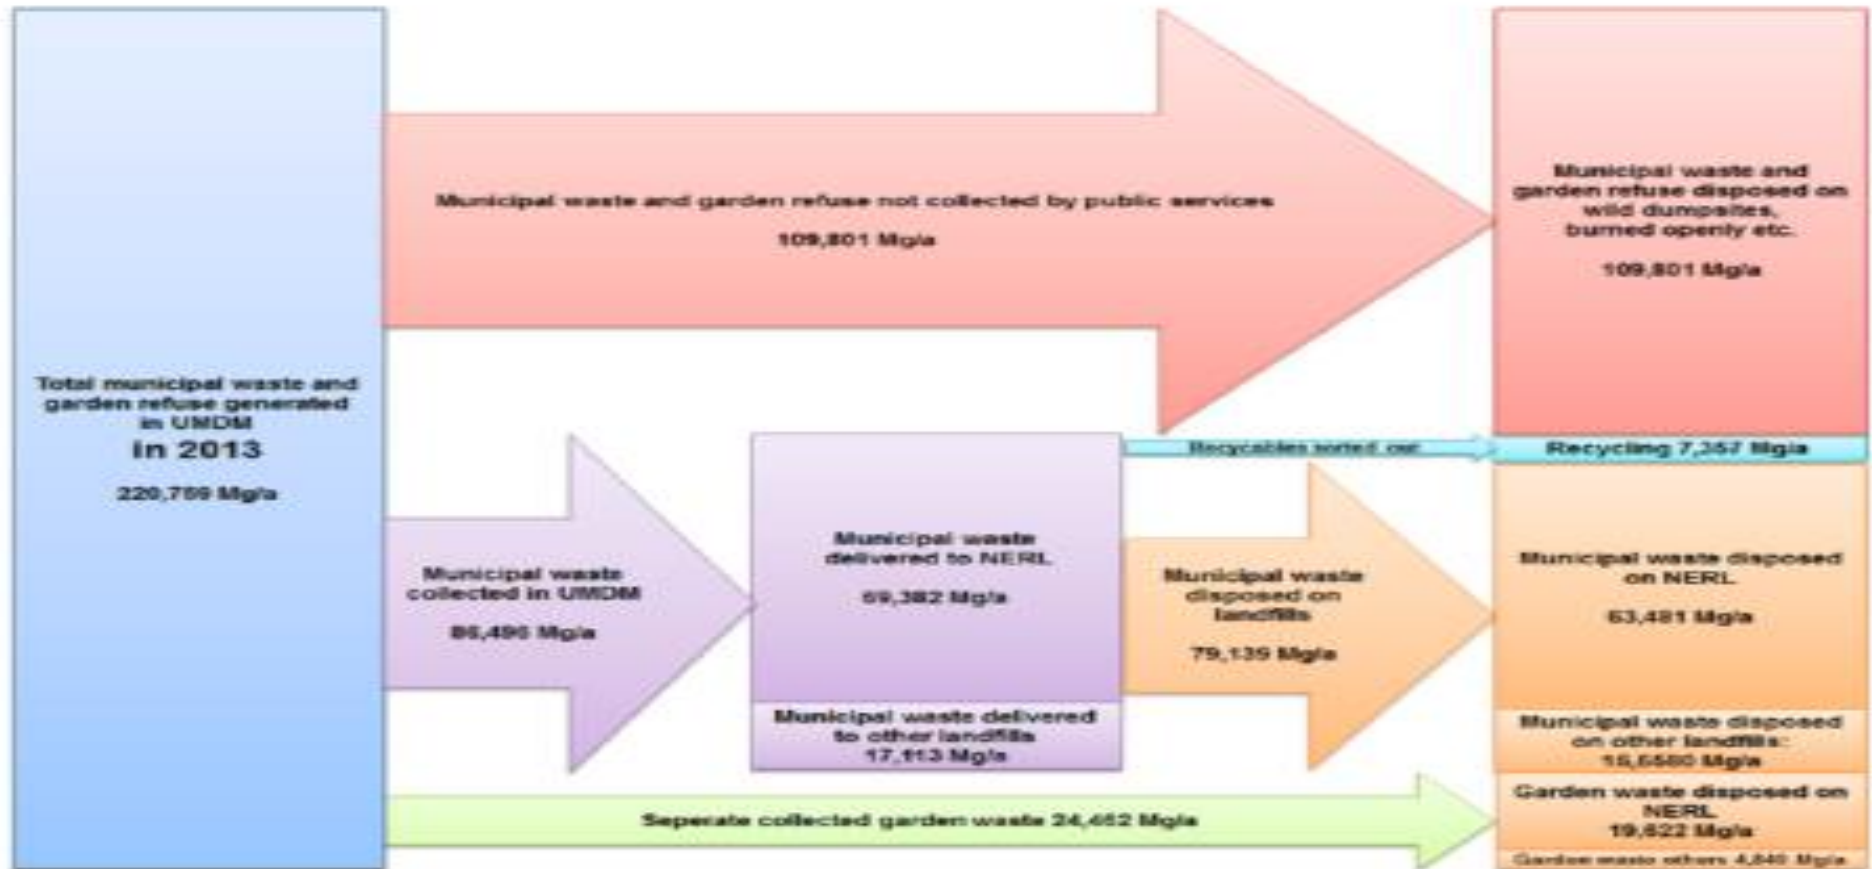 Total municipal waste and
garden refuse generated
in UMDM
in 2013
220,759 Mg/a
Municipal waste and garden refuse not collected by public services
109,801 Mg/a
Municipal waste and
garden refuse disposed on
wild dumpsites,
burned openly etc.
109,801 Mg/a
Recycables sorted out
Recycling 7,357 Mg/a
Municipal waste
collected in UMDM
86,496 Mg/a
Municipal waste
delivered to NERL
69,382 Mg/a
Municipal waste delivered
to other landfills
17,113 Mg/a
Municipal waste
disposed on
landfills
79,139 Mg/a
Municipal waste disposed
on NERL
63,481 Mg/a
Municipal waste disposed
on other landfills:
15,6580 Mg/a
Seperate collected garden waste 24,462 Mg/a
Garden waste disposed on
NERL
19,622 Mg/a
Garden waste others 4,840 Mg/a